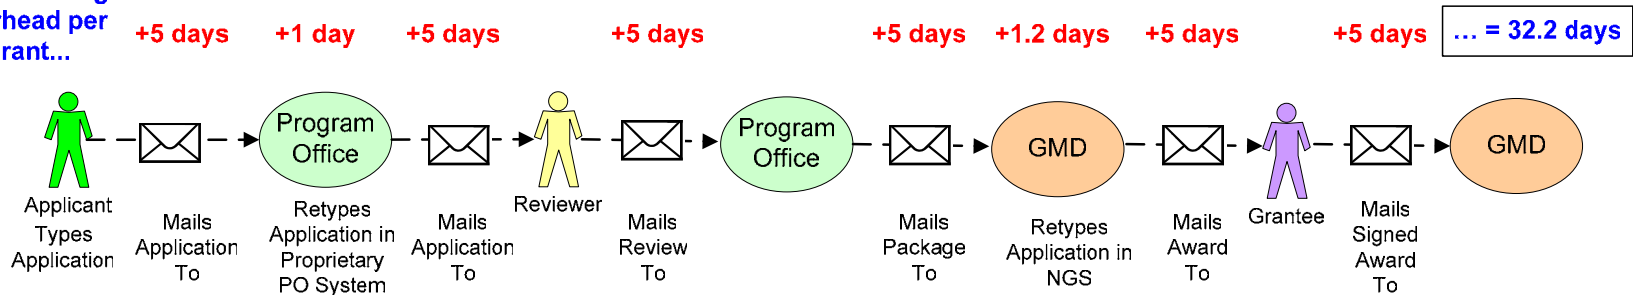 rhead per
rant...
+5 days
+1 day
+5 days
+5 days
+5 days
+1.2 days
+5 days
+5 days
... = 32.2 days
Applicant
Types
Application
Mails
Application
To
Program
Office
Retypes
Application in
Proprietary
PO System
Mails
Application
To
Reviewer
Mails
Review
To
Program
Office
Mails
Package
To
GMD
Retypes
Application in
NGS
Mails
Award
To
Grantee
Mails
Signed
Award
To
GMD